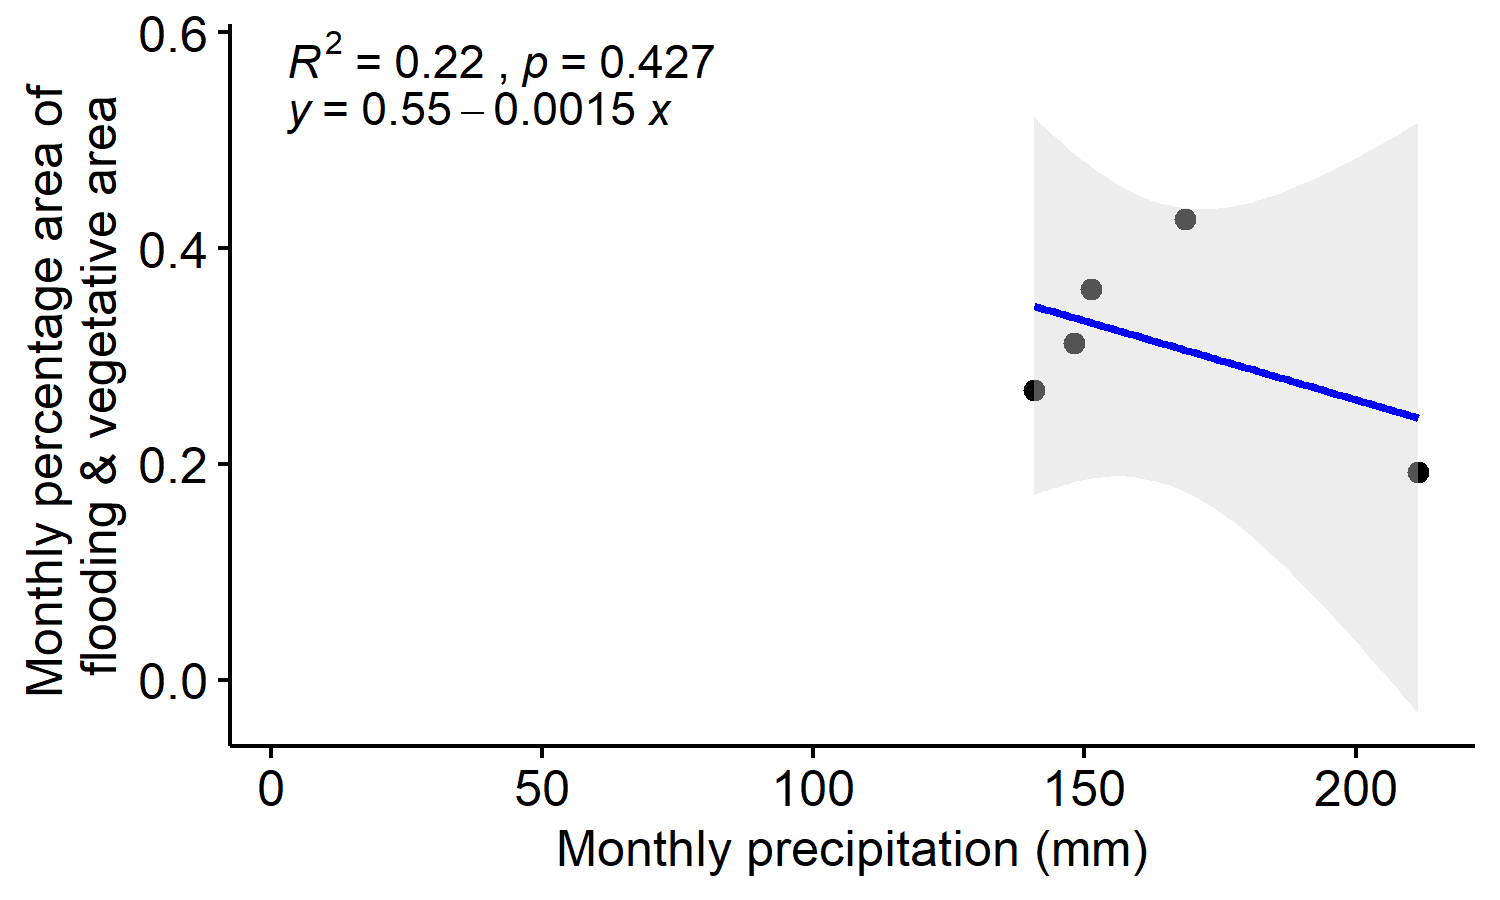 R² = 0.22 , p = 0.427
y = 0.55 – 0.0015 x
Monthly percentage area of
flooding & vegetative area
0.6
0.4
0.2
0.0
0 50 100 150 200
Monthly precipitation (mm)